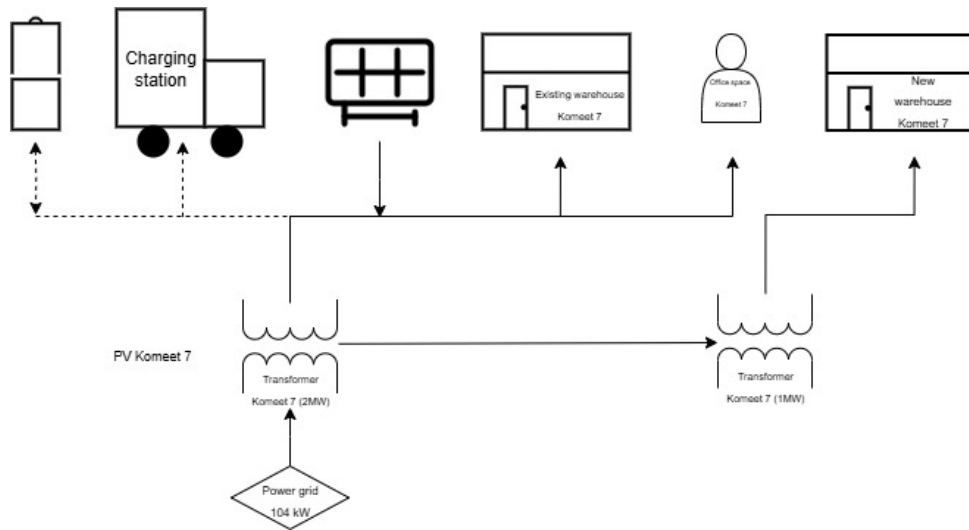 Charging
station
Existing warehouse
Komeet 7
Office space
Komeet 7
New
warehouse
Komeet 7
PV Komeet 7
Transformer
Komeet 7 (2MW)
Transformer
Komeet 7 (1MW)
Power grid
104 kW